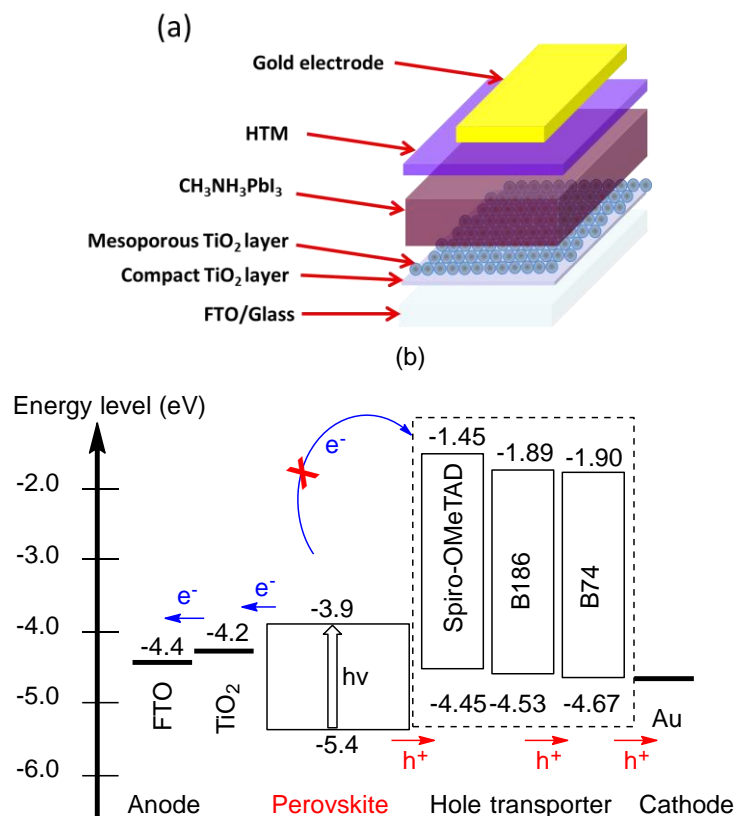 (a)
Gold electrode
HTM
CH₃NH₃PbI₃
Mesoporous TiO₂ layer
Compact TiO₂ layer
FTO/Glass
(b)
Energy level (eV)
-2.0
-3.0
-4.0
-5.0
-6.0
e⁻
-1.45
-1.89
-1.90
Spiro-OMeTAD
B186
B74
e⁻
e⁻
-3.9
-4.4
-4.2
hv
FTO
TiO₂
-5.4
-4.45
-4.53
-4.67
Au
h⁺
h⁺
h⁺
Anode
Perovskite
Hole transporter
Cathode